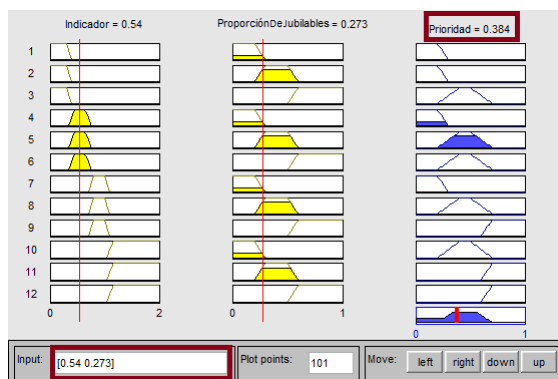 Indicador = 0.54
ProporciónDeJubilables = 0.273
Prioridad = 0.384
1
2
3
4
5
6
7
8
9
10
11
12
0 2
0 1
0 1
Input: [0.54 0.273]
Plot points: 101
Move: left right down up